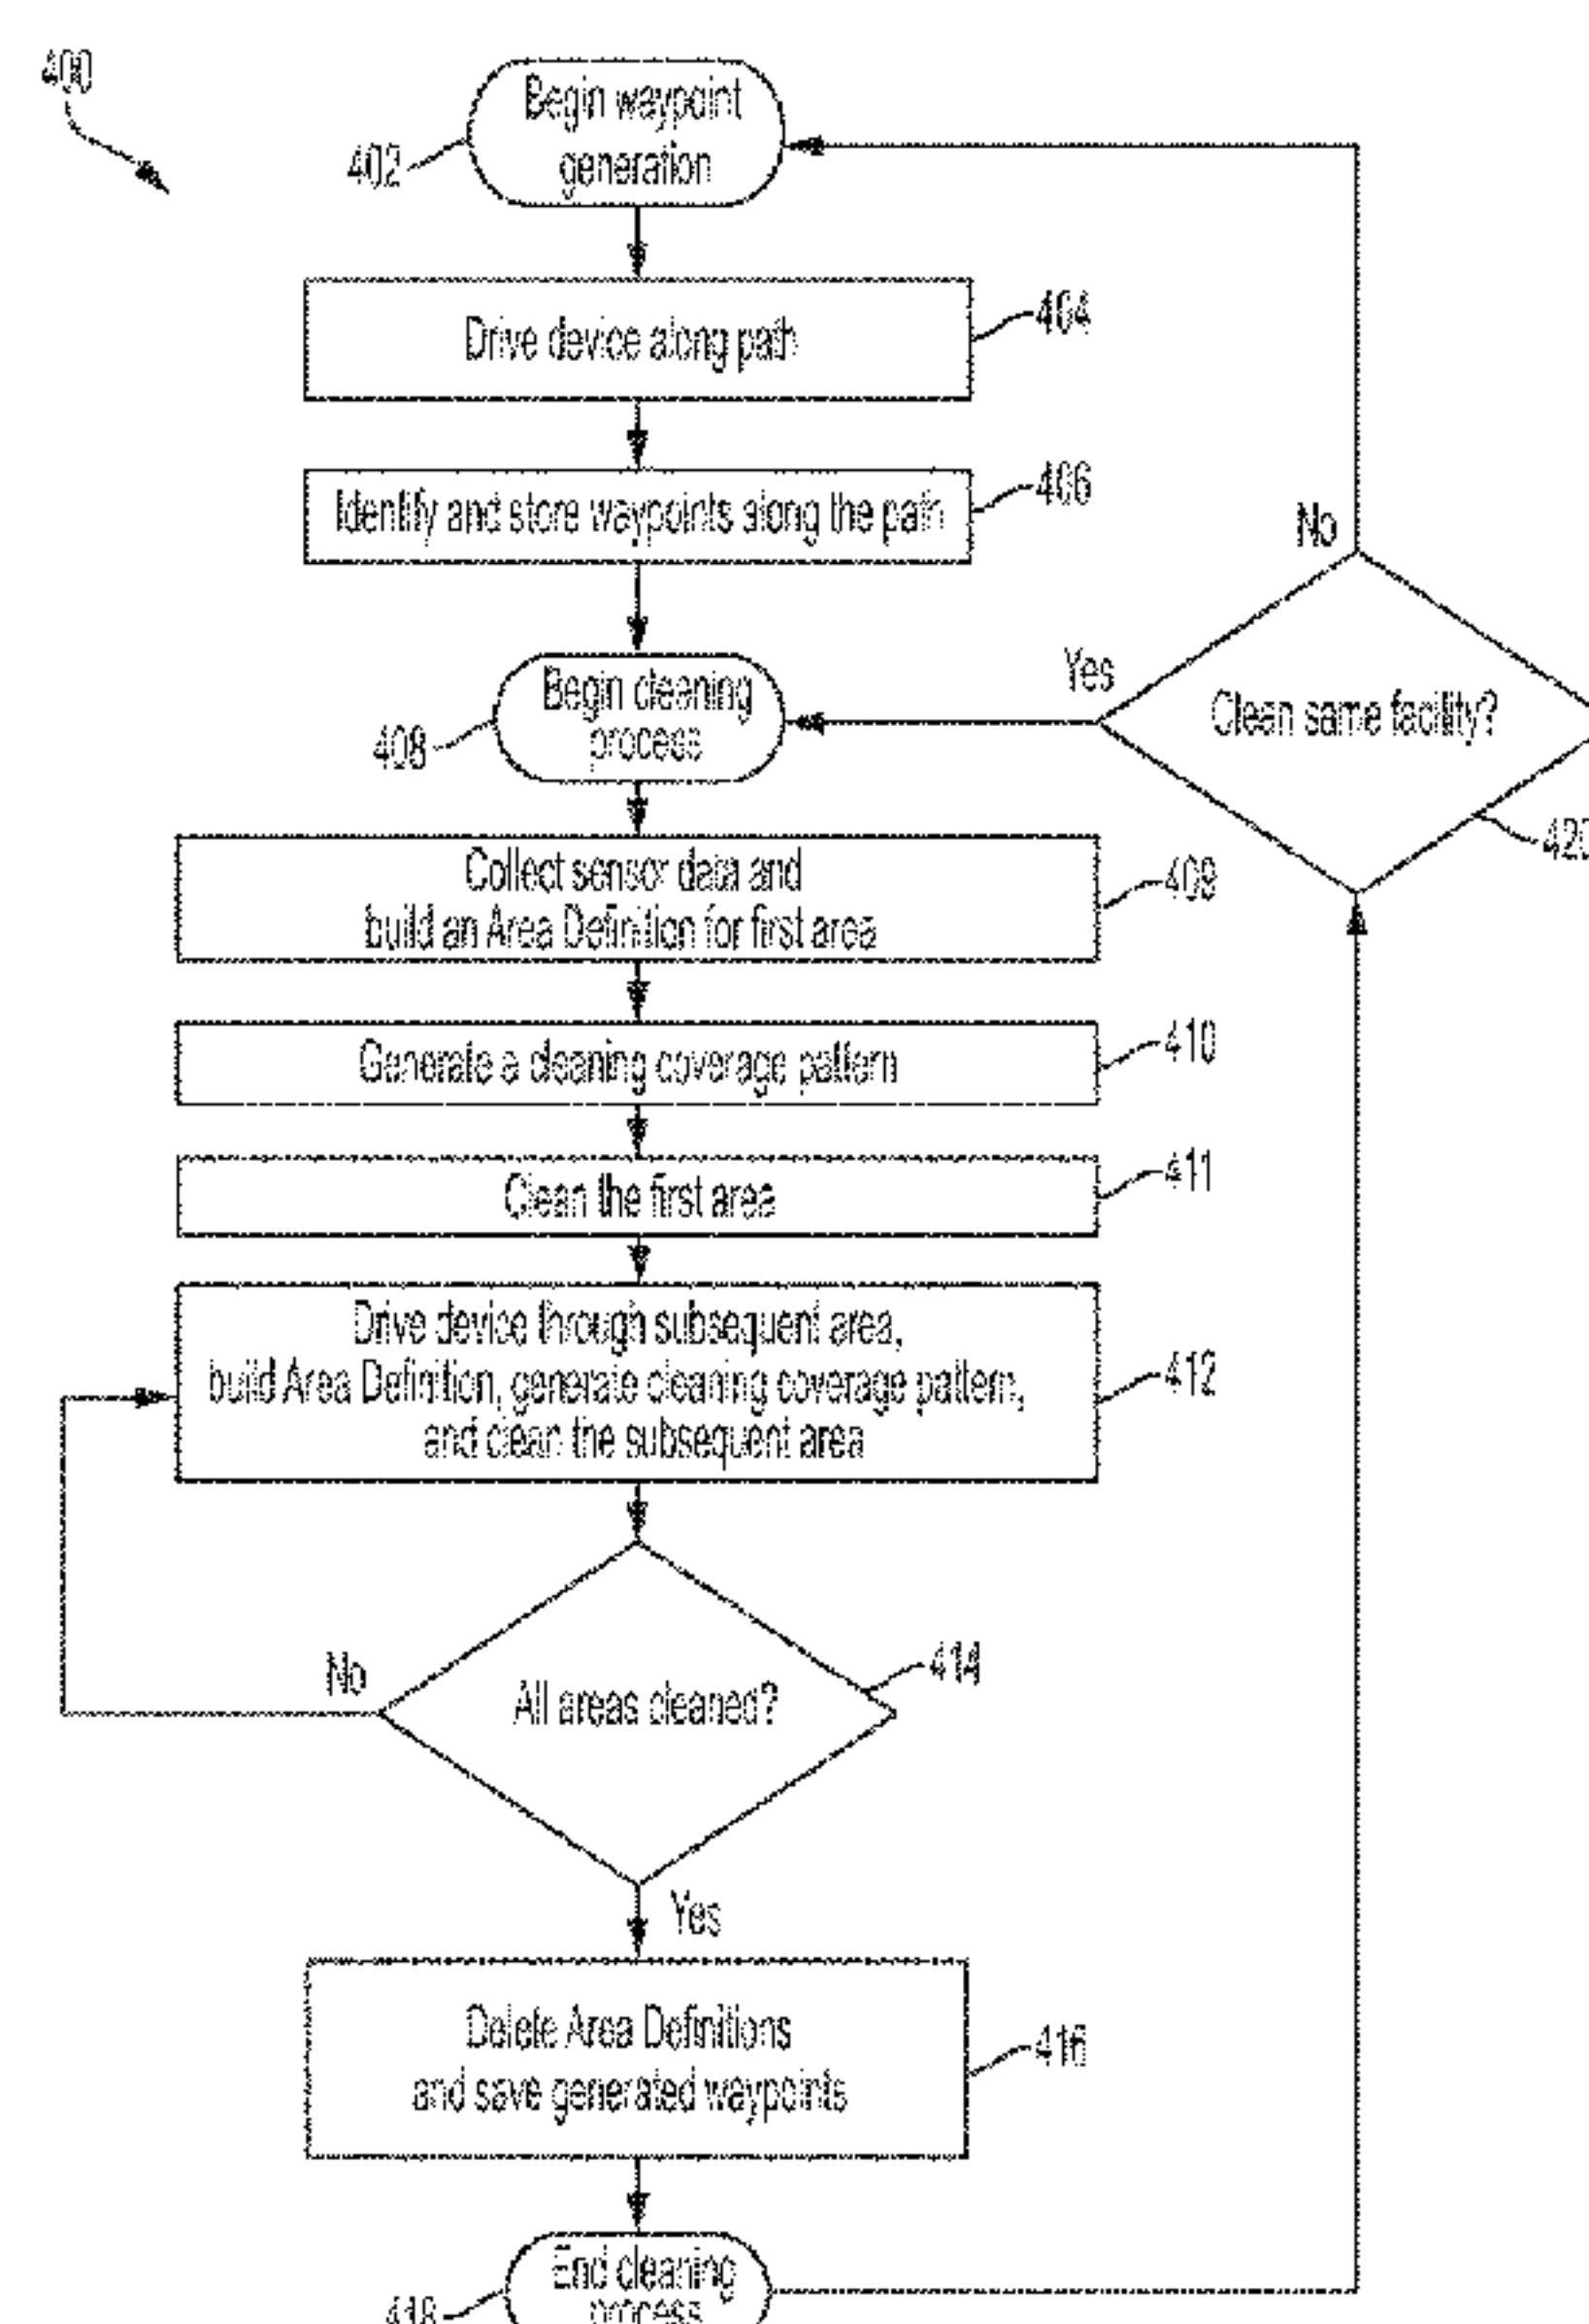 400
Begin waypoint
generation
402
Drive device along path
404
Identify and store waypoints along the path
406
No
Yes
Begin cleaning
process
408
Clean same facility?
Collect sensor data and
build an Area Definition for first area
409
Generate a cleaning coverage pattern
410
Clean the first area
411
Drive device through subsequent area,
build Area Definition, generate cleaning coverage pattern,
and clean the subsequent area
412
No
All areas cleaned?
414
Yes
Delete Area Definitions
and save generated waypoints
416
End cleaning
process
418